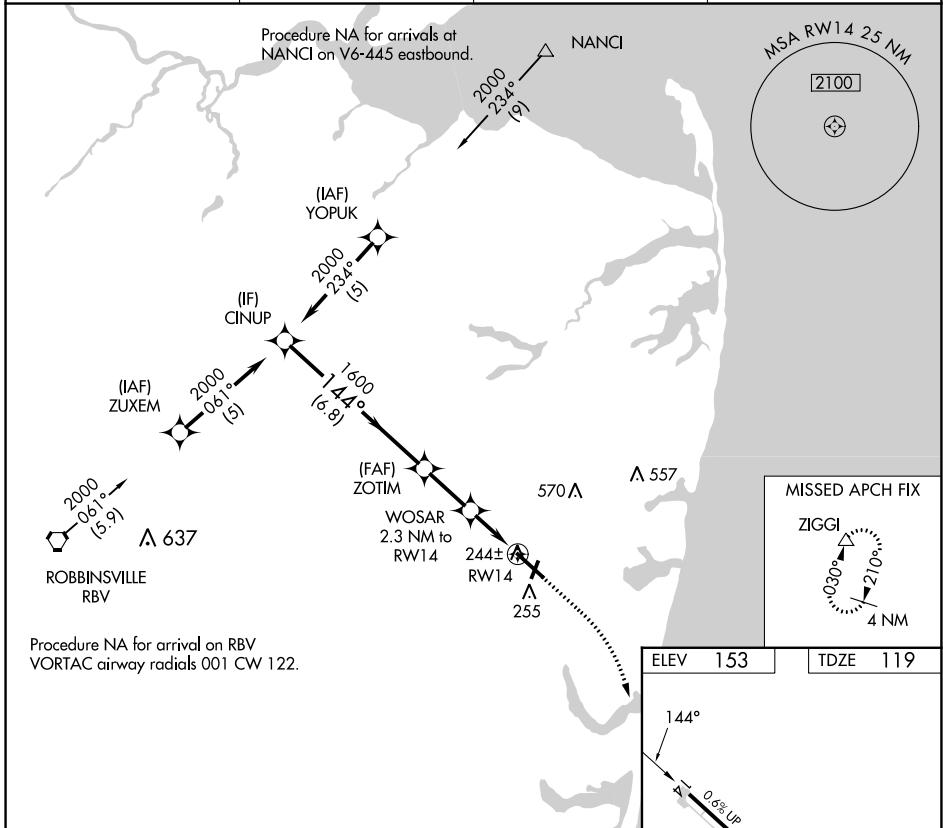 Procedure NA for arrivals at
NANCI on V6-445 eastbound.
NANCI
2000
234°
(9)
MSA RW14 25 NM
2100
(IAF)
YOPUK
2000
234°
(5)
(IF)
CINUP
(IAF)
ZUXEM
2000
061°
(5)
1600
144°
(6.8)
(FAF)
ZOTIM
WOSAR
2.3 NM to
RW14
570
557
244±
RW14
255
2000
061°
(5.9)
637
ROBBINSVILLE
RBV
Procedure NA for arrival on RBV
VORTAC airway radials 001 CW 122.
MISSED APCH FIX
ZIGGI
030°
210°
4 NM
ELEV 153
TDZE 119
144°
14
0.6% UP